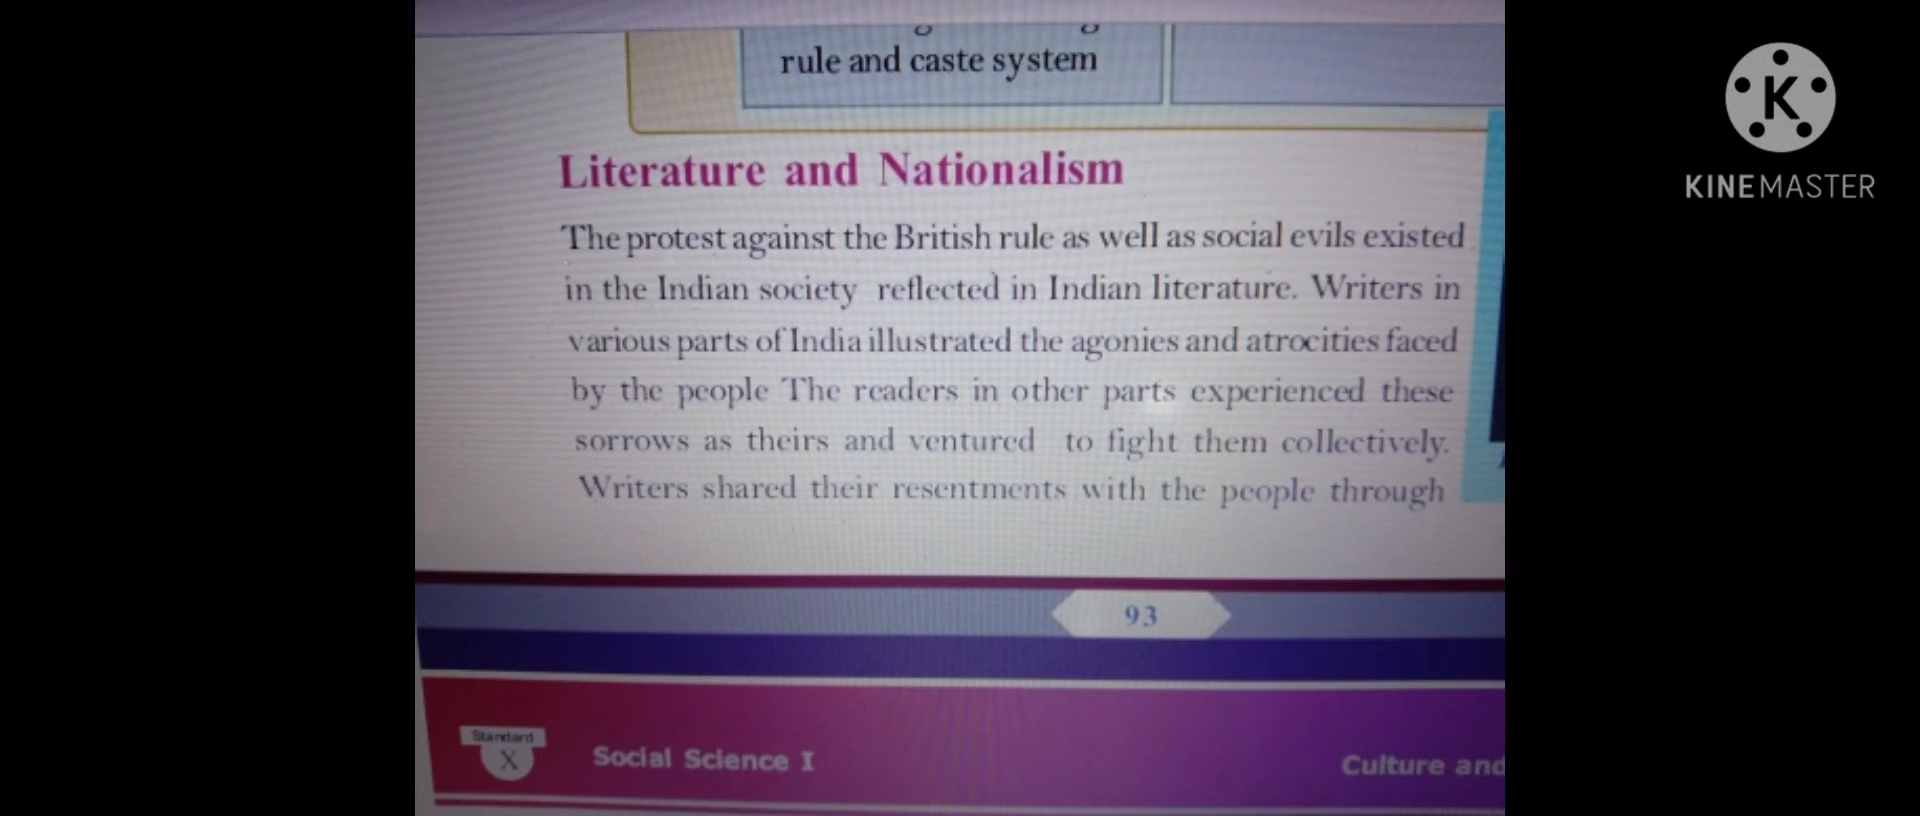 rule and caste system
Literature and Nationalism
The protest against the British rule as well as social evils existed
in the Indian society reflected in Indian literature. Writers in
various parts of India illustrated the agonies and atrocities faced
by the people The readers in other parts experienced these
sorrows as theirs and ventured to fight them collectively.
Writers shared their resentments with the people through
93
Standard
X
Social Science I
Culture and
K
KINEMASTER